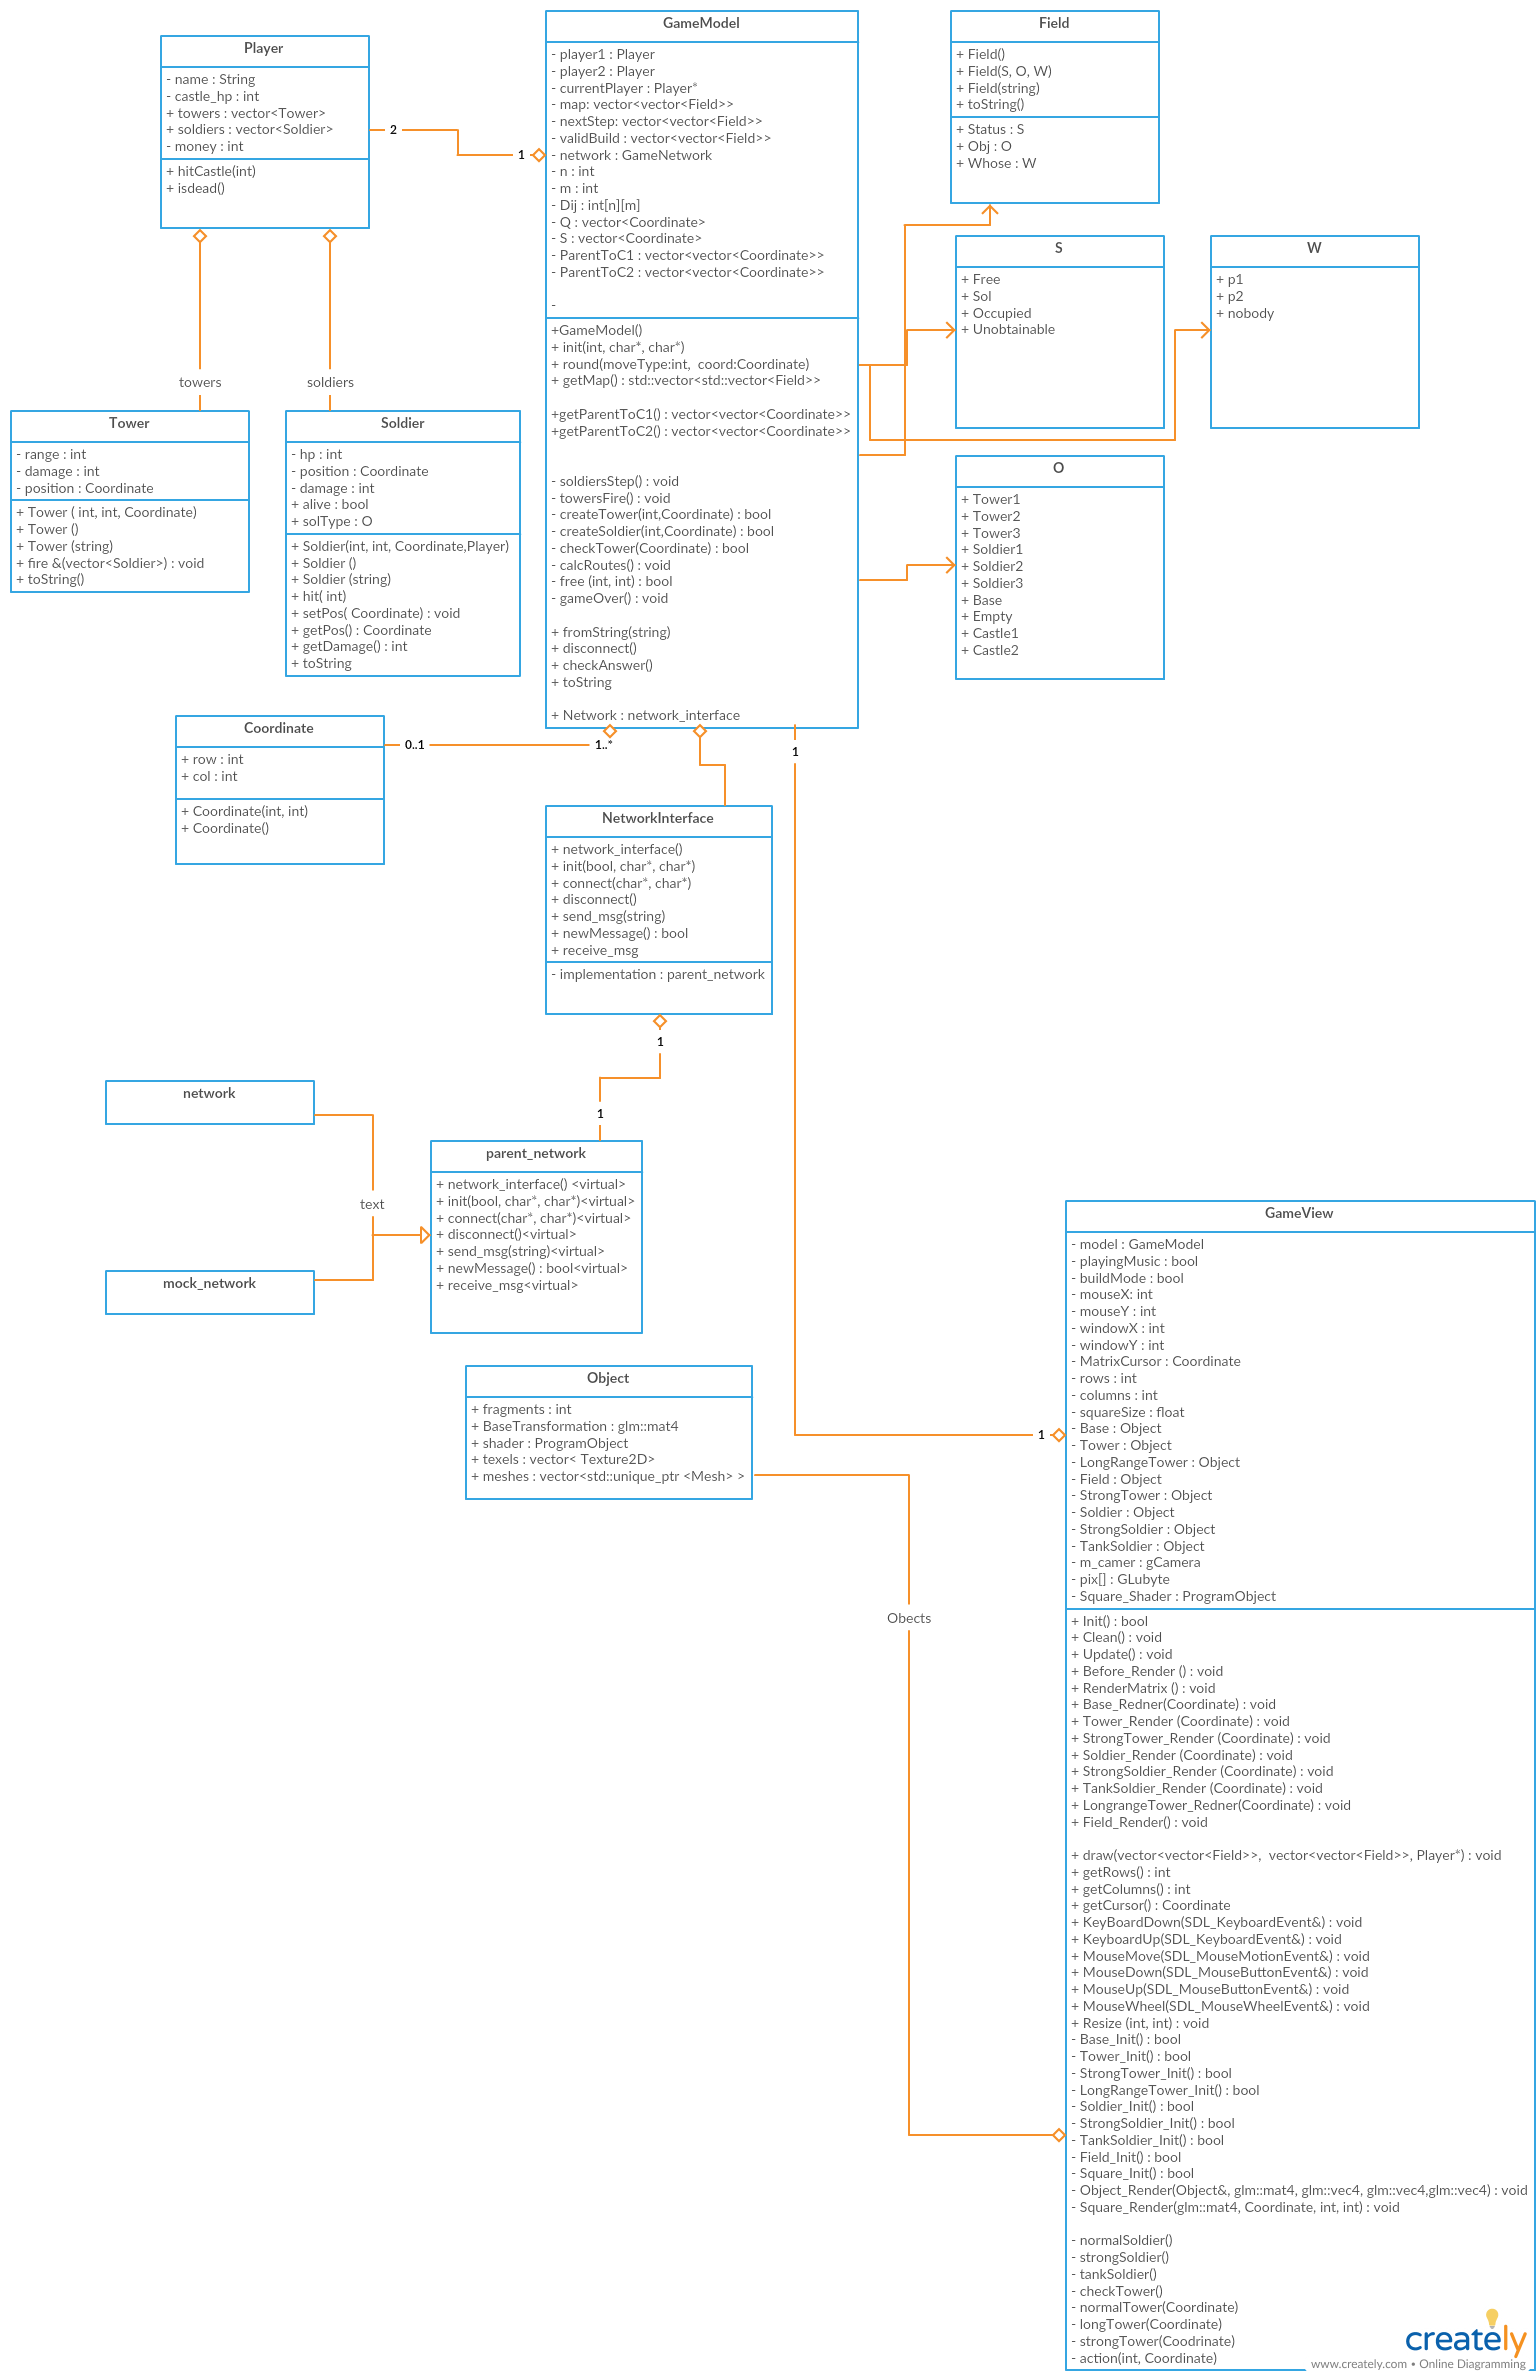 Player
- name : String
- castle_hp : int
+ towers : vector<Tower>
+ soldiers : vector<Soldier>
- money : int
+ hitCastle(int)
+ isdead()
2
1
GameModel
- player1 : Player
- player2 : Player
- currentPlayer : Player*
- map: vector<vector<Field>>
- nextStep: vector<vector<Field>>
- validBuild : vector<vector<Field>>
- network : GameNetwork
- n : int
- m : int
- Dij : int[n][m]
- Q : vector<Coordinate>
- S : vector<Coordinate>
- ParentToC1 : vector<vector<Coordinate>>
- ParentToC2 : vector<vector<Coordinate>>
-
+GameModel()
+ init(int, char*, char*)
+ round(moveType:int,  coord:Coordinate)
+ getMap() : std::vector<std::vector<Field>>
+getParentToC1() : vector<vector<Coordinate>>
+getParentToC2() : vector<vector<Coordinate>>
- soldiersStep() : void
- towersFire() : void
- createTower(int,Coordinate) : bool
- createSoldier(int,Coordinate) : bool
- checkTower(Coordinate) : bool
- calcRoutes() : void
- free (int, int) : bool
- gameOver() : void
+ fromString(string)
+ disconnect()
+ checkAnswer()
+ toString
+ Network : network_interface
Field
+ Field()
+ Field(S, O, W)
+ Field(string)
+ toString()
+ Status : S
+ Obj : O
+ Whose : W
S
+ Free
+ Sol
+ Occupied
+ Unobtainable
W
+ p1
+ p2
+ nobody
O
+ Tower1
+ Tower2
+ Tower3
+ Soldier1
+ Soldier2
+ Soldier3
+ Base
+ Empty
+ Castle1
+ Castle2
towers
soldiers
Tower
- range : int
- damage : int
- position : Coordinate
+ Tower ( int, int, Coordinate)
+ Tower ()
+ Tower (string)
+ fire &(vector<Soldier>) : void
+ toString()
Soldier
- hp : int
- position : Coordinate
- damage : int
+ alive : bool
+ solType : O
+ Soldier(int, int, Coordinate,Player)
+ Soldier ()
+ Soldier (string)
+ hit( int)
+ setPos( Coordinate) : void
+ getPos() : Coordinate
+ getDamage() : int
+ toString
Coordinate
+ row : int
+ col : int
+ Coordinate(int, int)
+ Coordinate()
0..1
1..*
1
NetworkInterface
+ network_interface()
+ init(bool, char*, char*)
+ connect(char*, char*)
+ disconnect()
+ send_msg(string)
+ newMessage() : bool
+ receive_msg
- implementation : parent_network
1
1
network
text
mock_network
parent_network
+ network_interface() <virtual>
+ init(bool, char*, char*)<virtual>
+ connect(char*, char*)<virtual>
+ disconnect()<virtual>
+ send_msg(string)<virtual>
+ newMessage() : bool<virtual>
+ receive_msg<virtual>
Object
+ fragments : int
+ BaseTransformation : glm::mat4
+ shader : ProgramObject
+ texels : vector< Texture2D>
+ meshes : vector<std::unique_ptr <Mesh> >
1
Obects
GameView
- model : GameModel
- playingMusic : bool
- buildMode : bool
- mouseX: int
- mouseY : int
- windowX : int
- windowY : int
- MatrixCursor : Coordinate
- rows : int
- columns : int
- squareSize : float
- Base : Object
- Tower : Object
- LongRangeTower : Object
- Field : Object
- StrongTower : Object
- Soldier : Object
- StrongSoldier : Object
- TankSoldier : Object
- m_camer : gCamera
- pix[] : GLubyte
- Square_Shader : ProgramObject
+ Init() : bool
+ Clean() : void
+ Update() : void
+ Before_Render () : void
+ RenderMatrix () : void
+ Base_Redner(Coordinate) : void
+ Tower_Render (Coordinate) : void
+ StrongTower_Render (Coordinate) : void
+ Soldier_Render (Coordinate) : void
+ StrongSoldier_Render (Coordinate) : void
+ TankSoldier_Render (Coordinate) : void
+ LongrangeTower_Redner(Coordinate) : void
+ Field_Render() : void
+ draw(vector<vector<Field>>,  vector<vector<Field>>, Player*) : void
+ getRows() : int
+ getColumns() : int
+ getCursor() : Coordinate
+ KeyBoardDown(SDL_KeyboardEvent&) : void
+ KeyboardUp(SDL_KeyboardEvent&) : void
+ MouseMove(SDL_MouseMotionEvent&) : void
+ MouseDown(SDL_MouseButtonEvent&) : void
+ MouseUp(SDL_MouseButtonEvent&) : void
+ MouseWheel(SDL_MouseWheelEvent&) : void
+ Resize (int, int) : void
- Base_Init() : bool
- Tower_Init() : bool
- StrongTower_Init() : bool
- LongRangeTower_Init() : bool
- Soldier_Init() : bool
- StrongSoldier_Init() : bool
- TankSoldier_Init() : bool
- Field_Init() : bool
- Square_Init() : bool
- Object_Render(Object&, glm::mat4, glm::vec4, glm::vec4,glm::vec4) : void
- Square_Render(glm::mat4, Coordinate, int, int) : void
- normalSoldier()
- strongSoldier()
- tankSoldier()
- checkTower()
- normalTower(Coordinate)
- longTower(Coordinate)
- strongTower(Coodrinate)
- action(int, Coordinate)
creately
www.creately.com • Online Diagramming